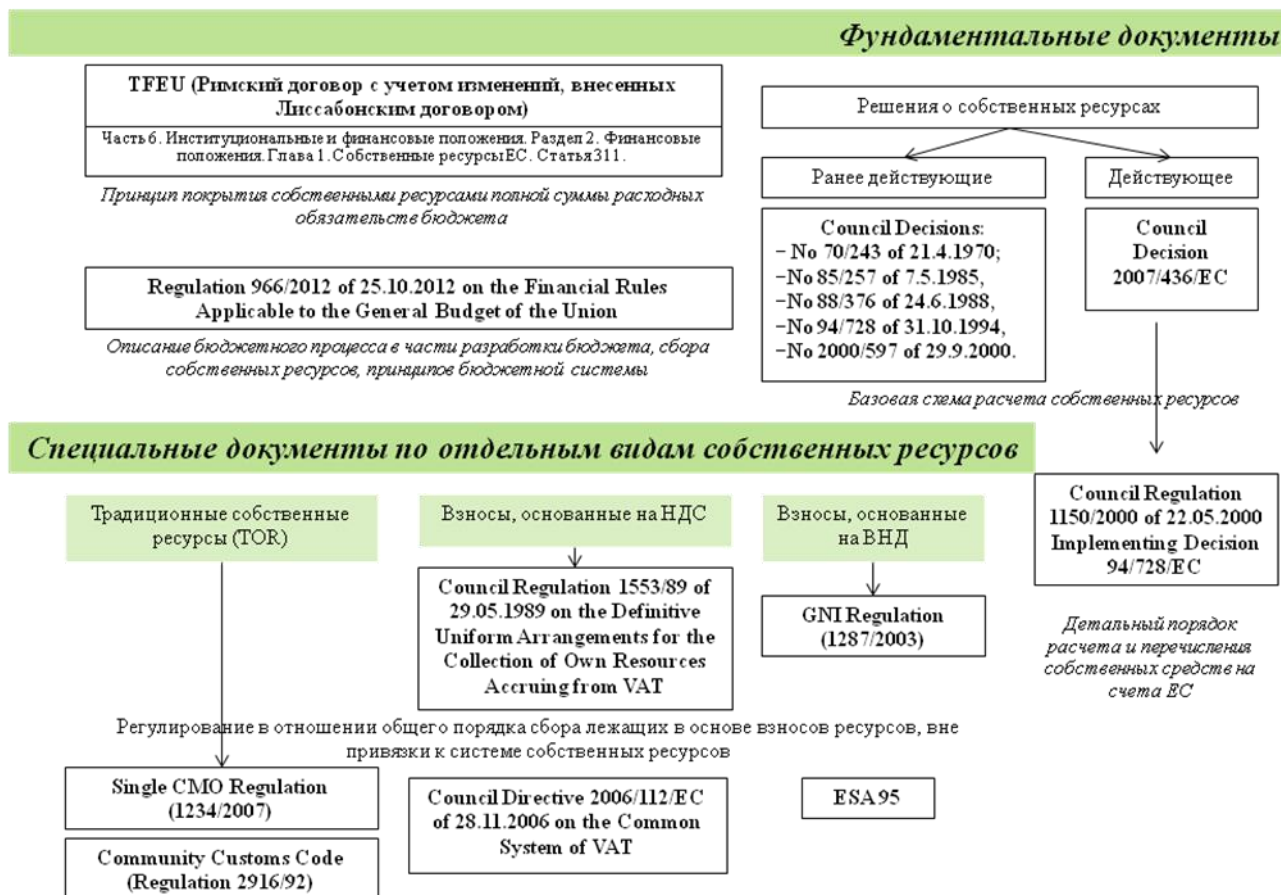 Фундаментальные документы
TFEU (Римский договор с учетом изменений, внесенных
Лиссабонским договором)
Часть 6. Институциональные и финансовые положения. Раздел 2. Финансовые
положения. Глава 1. Собственные ресурсы ЕС. Статья 311.
Принцип покрытия собственными ресурсами полной суммы расходных
обязательств бюджета
Regulation 966/2012 of 25.10.2012 on the Financial Rules
Applicable to the General Budget of the Union
Описание бюджетного процесса в части разработки бюджета, сбора
собственных ресурсов, принципов бюджетной системы
Решения о собственных ресурсах
Ранее действующие
Council Decisions:
− No 70/243 of 21.4.1970;
−No 85/257 of 7.5.1985,
−No 88/376 of 24.6.1988,
−No 94/728 of 31.10.1994,
−No 2000/597 of 29.9.2000.
Действующее
Council
Decision
2007/436/EC
Базовая схема расчета собственных ресурсов
Council Regulation
1150/2000 of 22.05.2000
Implementing Decision
94/728/EC
Детальный порядок
расчета и перечисления
собственных средств на
счета ЕС
Специальные документы по отдельным видам собственных ресурсов
Традиционные собственные
ресурсы (TOR)
Взносы, основанные на НДС
Взносы, основанные
на ВНД
Council Regulation 1553/89 of
29.05.1989 on the Definitive
Uniform Arrangements for the
Collection of Own Resources
Accruing from VAT
GNI Regulation
(1287/2003)
Регулирование в отношении общего порядка сбора лежащих в основе взносов ресурсов, вне
привязки к системе собственных ресурсов
Single CMO Regulation
(1234/2007)
Community Customs Code
(Regulation 2916/92)
Council Directive 2006/112/EC
of 28.11.2006 on the Common
System of VAT
ESA 95